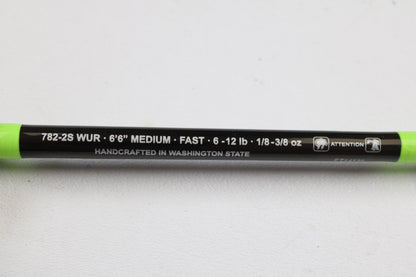 782-2S WUR · 6'6" MEDIUM · FAST · 6 -12 lb · 1/8 -3/8 oz ATTENTION
HANDCRAFTED IN WASHINGTON STATE